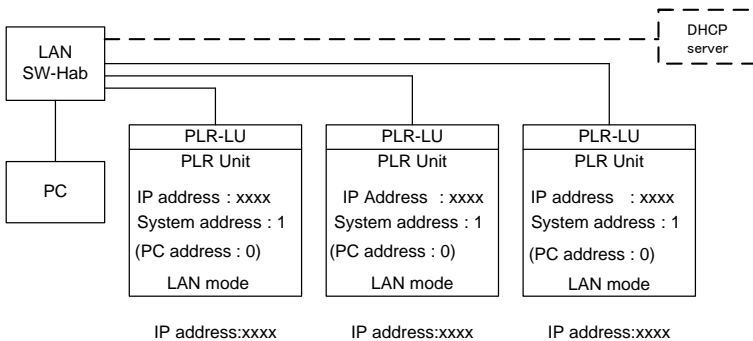 LAN
SW-Hab
DHCP
server
PC
PLR-LU
PLR Unit
IP address : xxxx
System address : 1
(PC address : 0)
LAN mode
IP address:xxxx
PLR-LU
PLR Unit
IP Address : xxxx
System address : 1
(PC address : 0)
LAN mode
IP address:xxxx
PLR-LU
PLR Unit
IP address : xxxx
System address : 1
(PC address : 0)
LAN mode
IP address:xxxx